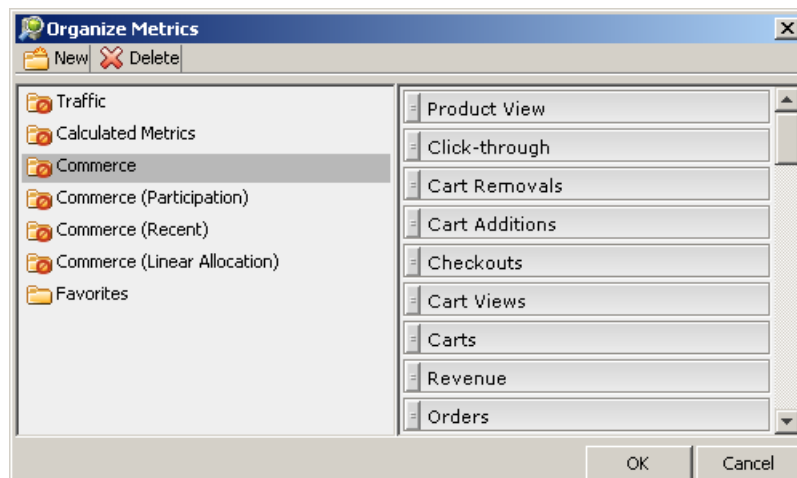 Organize Metrics
New Delete
Traffic
Calculated Metrics
Commerce
Commerce (Participation)
Commerce (Recent)
Commerce (Linear Allocation)
Favorites
Product View
Click-through
Cart Removals
Cart Additions
Checkouts
Cart Views
Carts
Revenue
Orders
OK Cancel